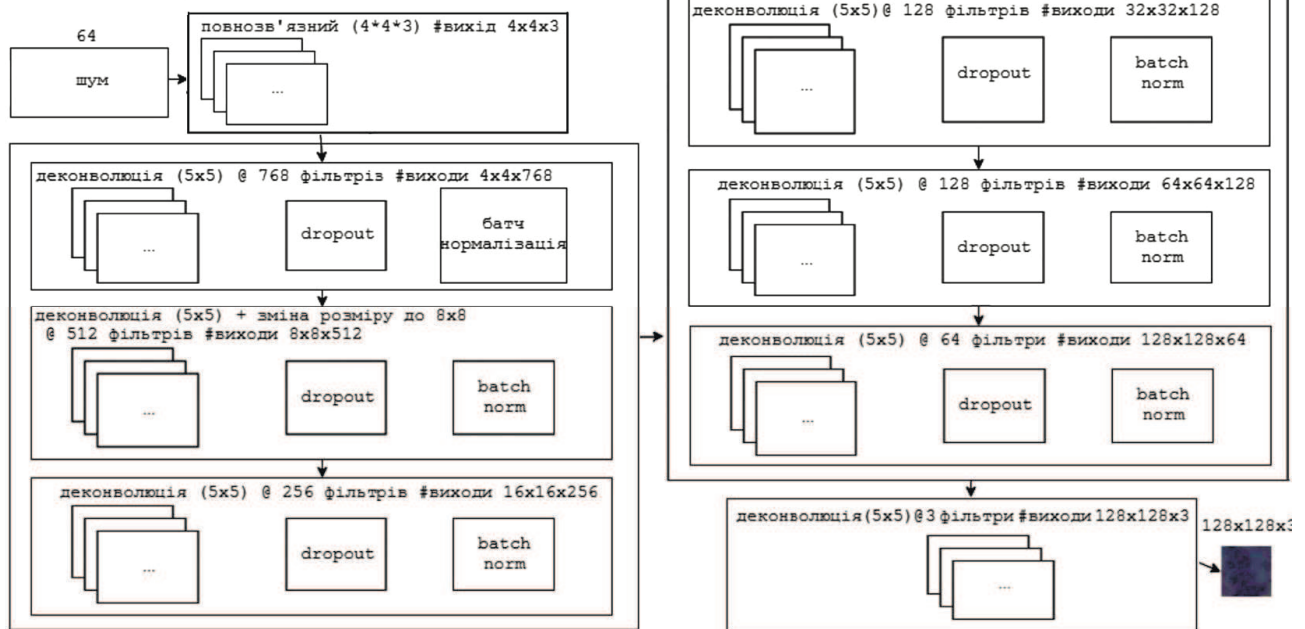 64
шум
повнозв'язний (4*4*3) #вихід 4x4x3
...
деконволюція (5x5) @ 768 фільтрів #виходи 4x4x768
...
dropout
батч
нормалізація
деконволюція (5x5) + зміна розміру до 8x8
@ 512 фільтрів #виходи 8x8x512
...
dropout
batch
norm
деконволюція (5x5) @ 256 фільтрів #виходи 16x16x256
...
dropout
batch
norm
деконволюція (5x5)@ 128 фільтрів #виходи 32x32x128
...
dropout
batch
norm
деконволюція (5x5) @ 128 фільтрів #виходи 64x64x128
...
dropout
batch
norm
деконволюція (5x5) @ 64 фільтри #виходи 128x128x64
...
dropout
batch
norm
деконволюція(5x5)@3 фільтри #виходи 128x128x3
...
128x128x3